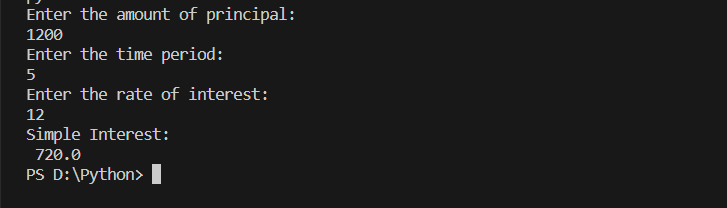 Enter the amount of principal:
1200
Enter the time period:
5
Enter the rate of interest:
12
Simple Interest:
 720.0
PS D:\Python>